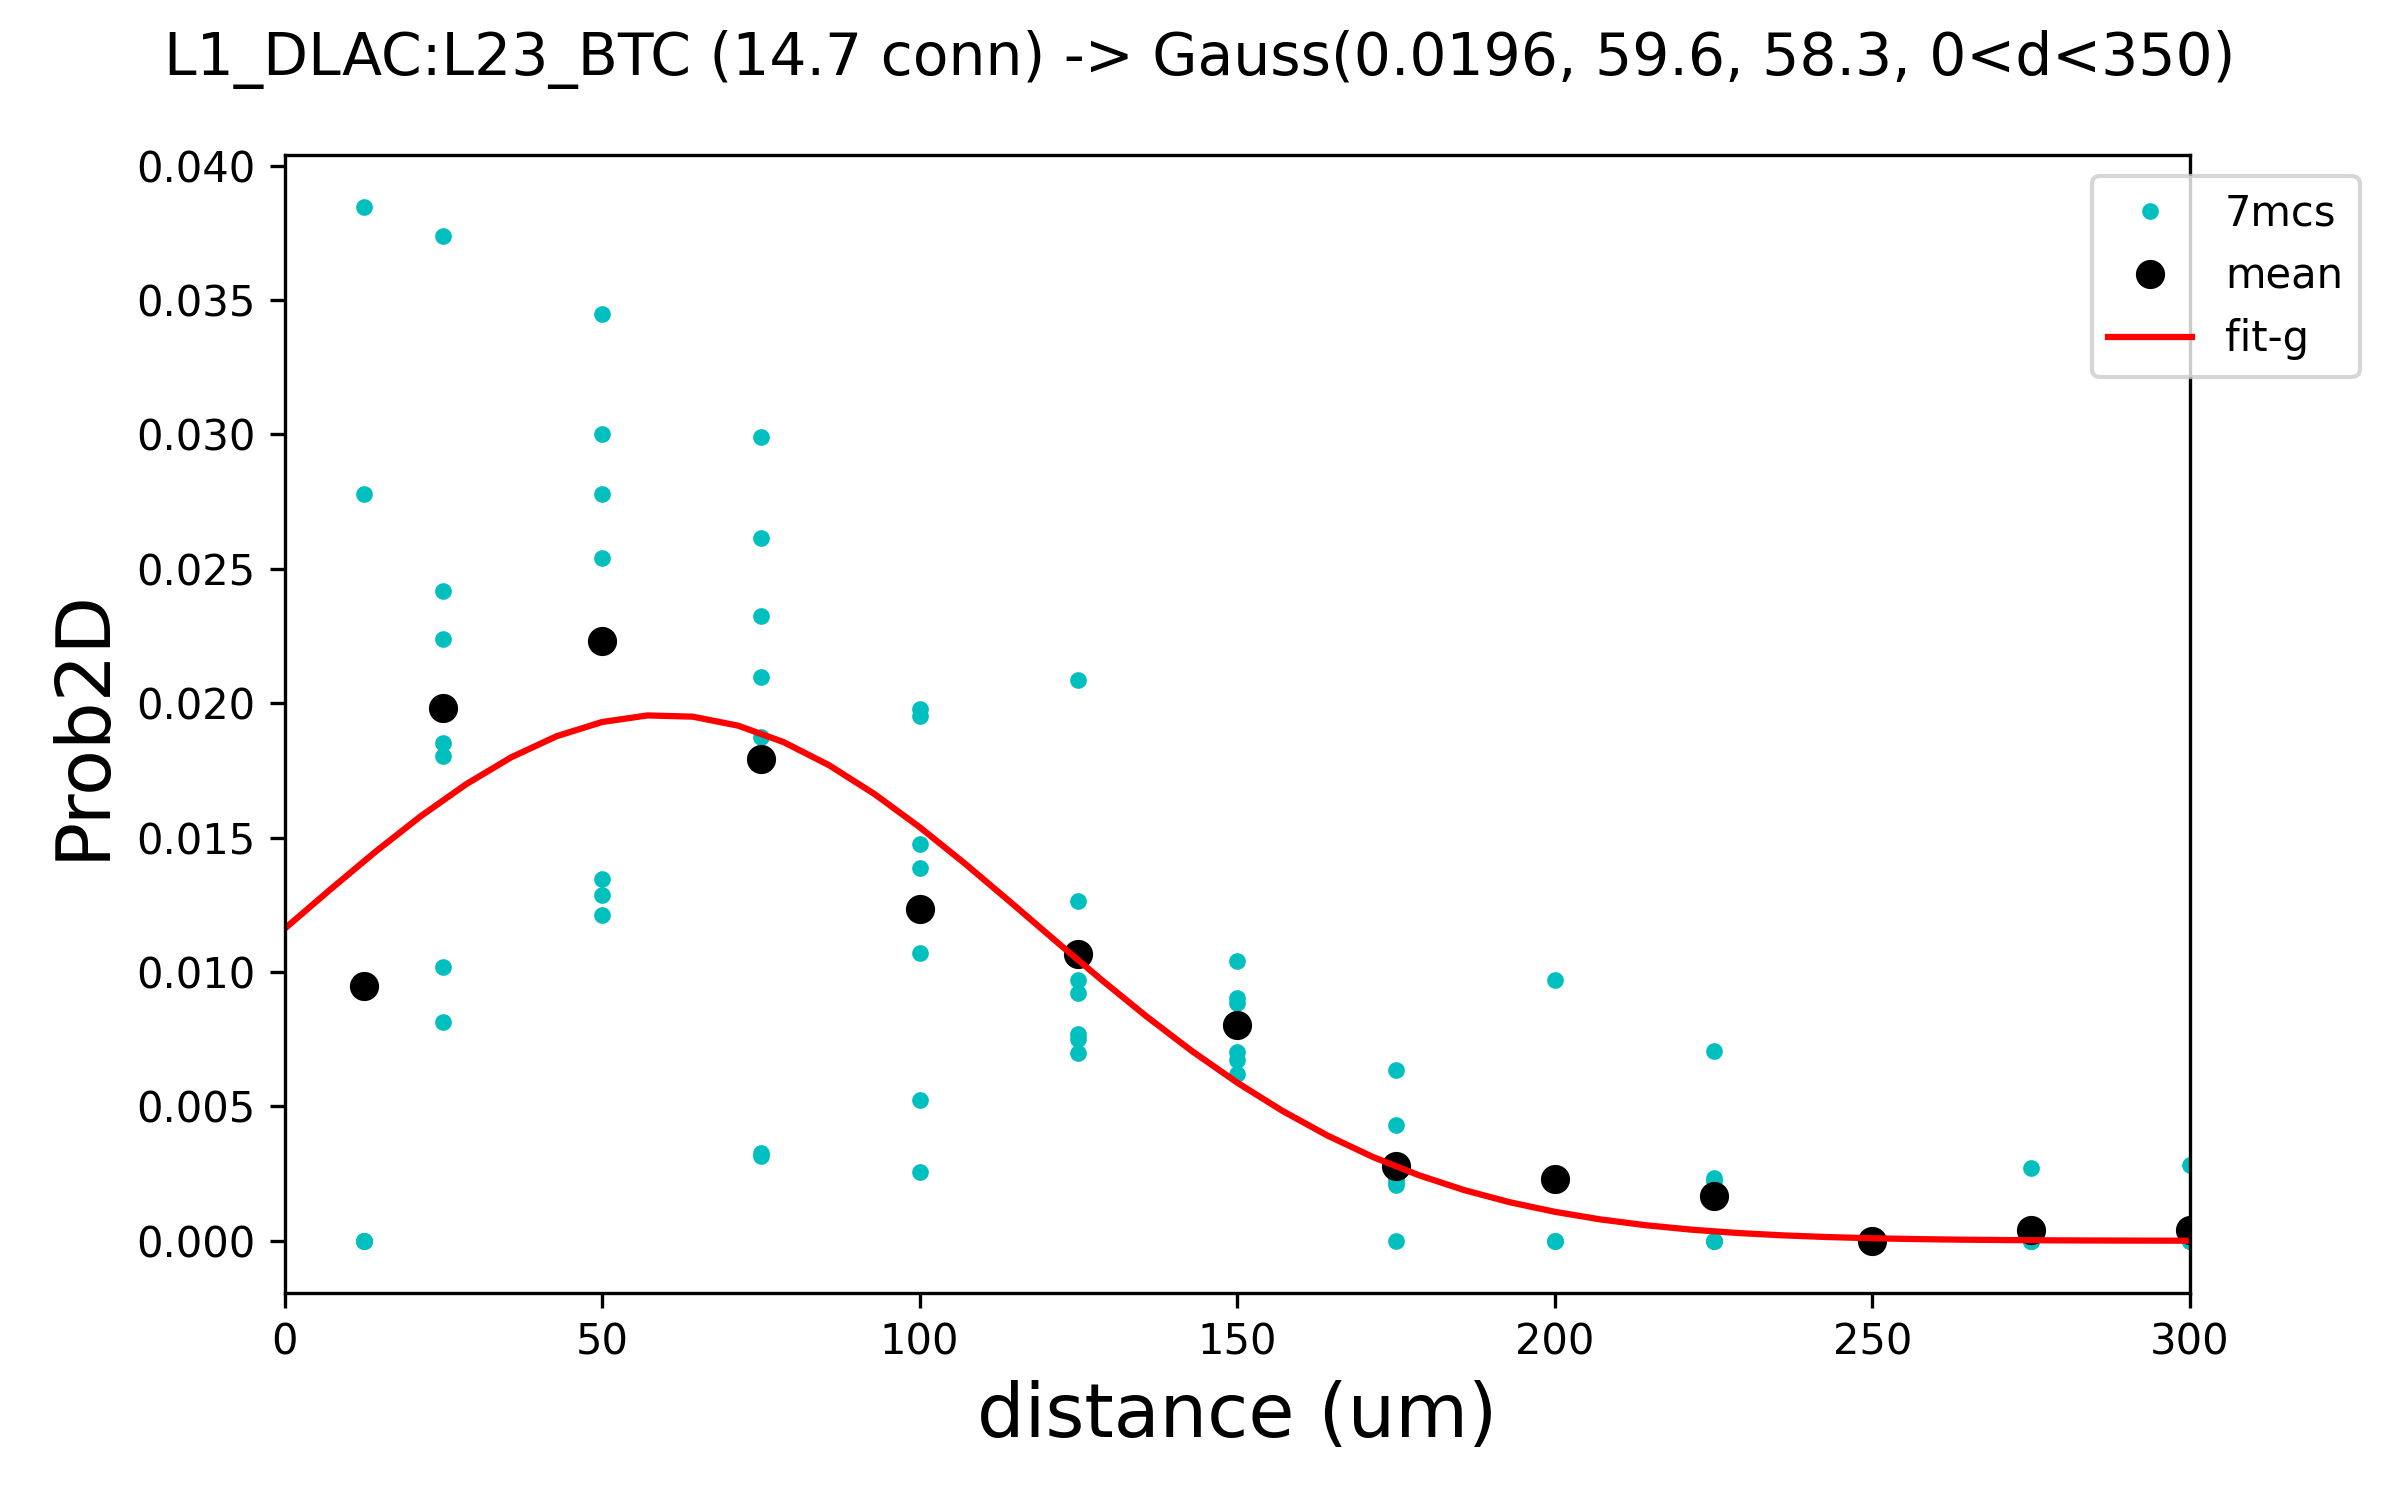 L1_DLAC:L23_BTC (14.7 conn) -> Gauss(0.0196, 59.6, 58.3, 0<d<350)
0.040
0.035
0.030
0.025
0.020
0.015
0.010
0.005
0.000
Prob2D
7mcs
mean
fit-g
0 50 100 150 200 250 300
distance (um)